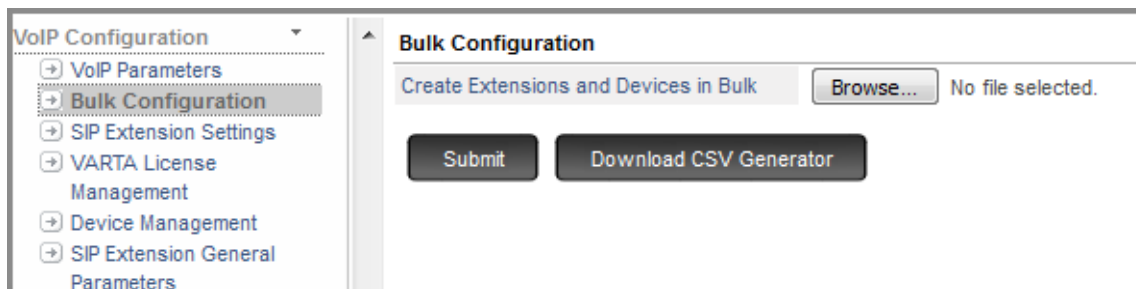 VoIP Configuration
VoIP Parameters
Bulk Configuration
SIP Extension Settings
VARTA License
Management
Device Management
SIP Extension General
Parameters
Bulk Configuration
Create Extensions and Devices in Bulk Browse... No file selected.
Submit Download CSV Generator